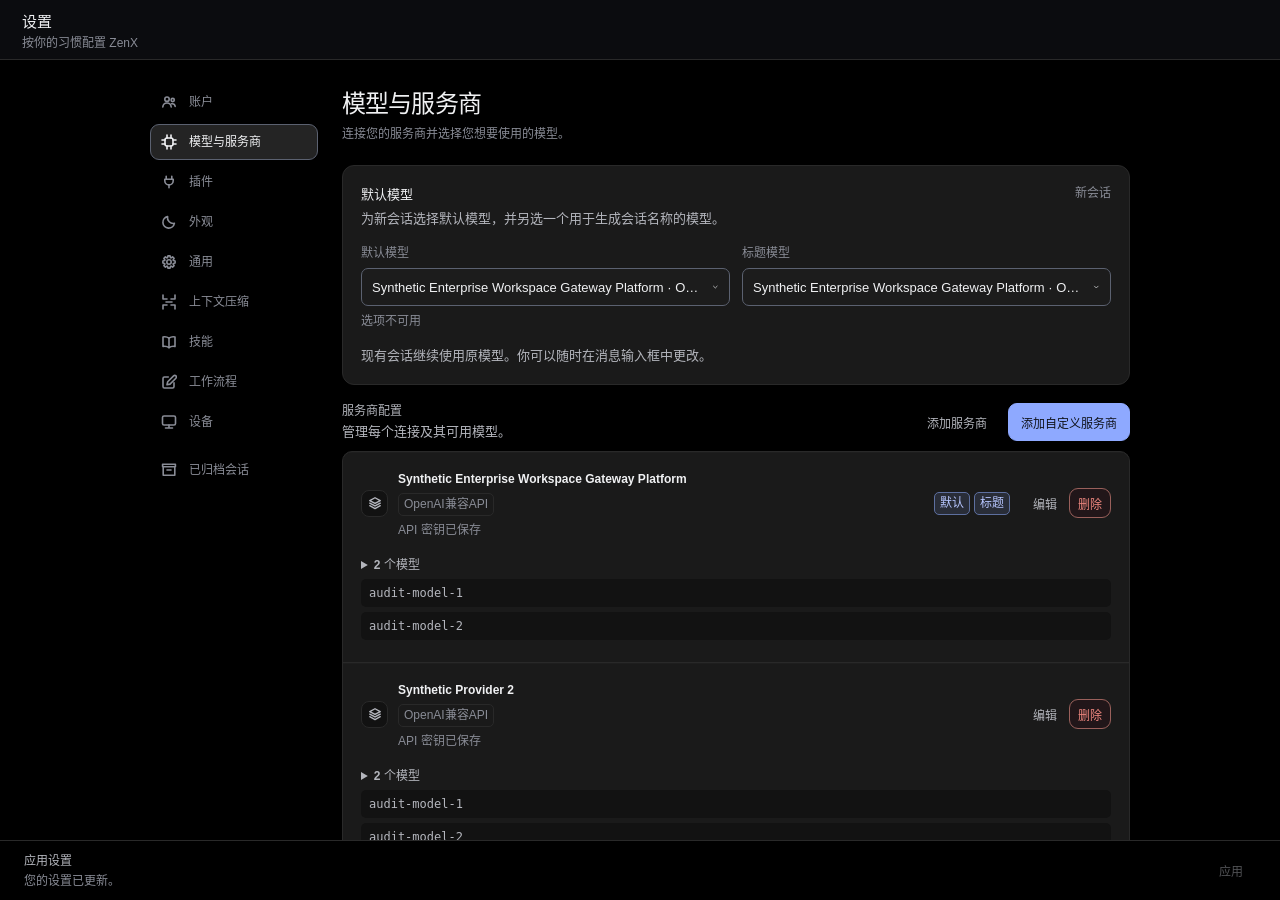 设置
按你的习惯配置 ZenX
账户
模型与服务商
插件
外观
通用
上下文压缩
技能
工作流程
设备
已归档会话
模型与服务商
连接您的服务商并选择您想要使用的模型。
默认模型
新会话
为新会话选择默认模型，并另选一个用于生成会话名称的模型。
默认模型
标题模型
Synthetic Enterprise Workspace Gateway Platform · O…
Synthetic Enterprise Workspace Gateway Platform · O…
选项不可用
现有会话继续使用原模型。你可以随时在消息输入框中更改。
服务商配置
管理每个连接及其可用模型。
添加服务商
添加自定义服务商
Synthetic Enterprise Workspace Gateway Platform
OpenAI兼容API
API 密钥已保存
默认
标题
编辑
删除
2 个模型
audit-model-1
audit-model-2
Synthetic Provider 2
OpenAI兼容API
API 密钥已保存
编辑
删除
2 个模型
audit-model-1
audit-model-2
应用设置
您的设置已更新。
应用